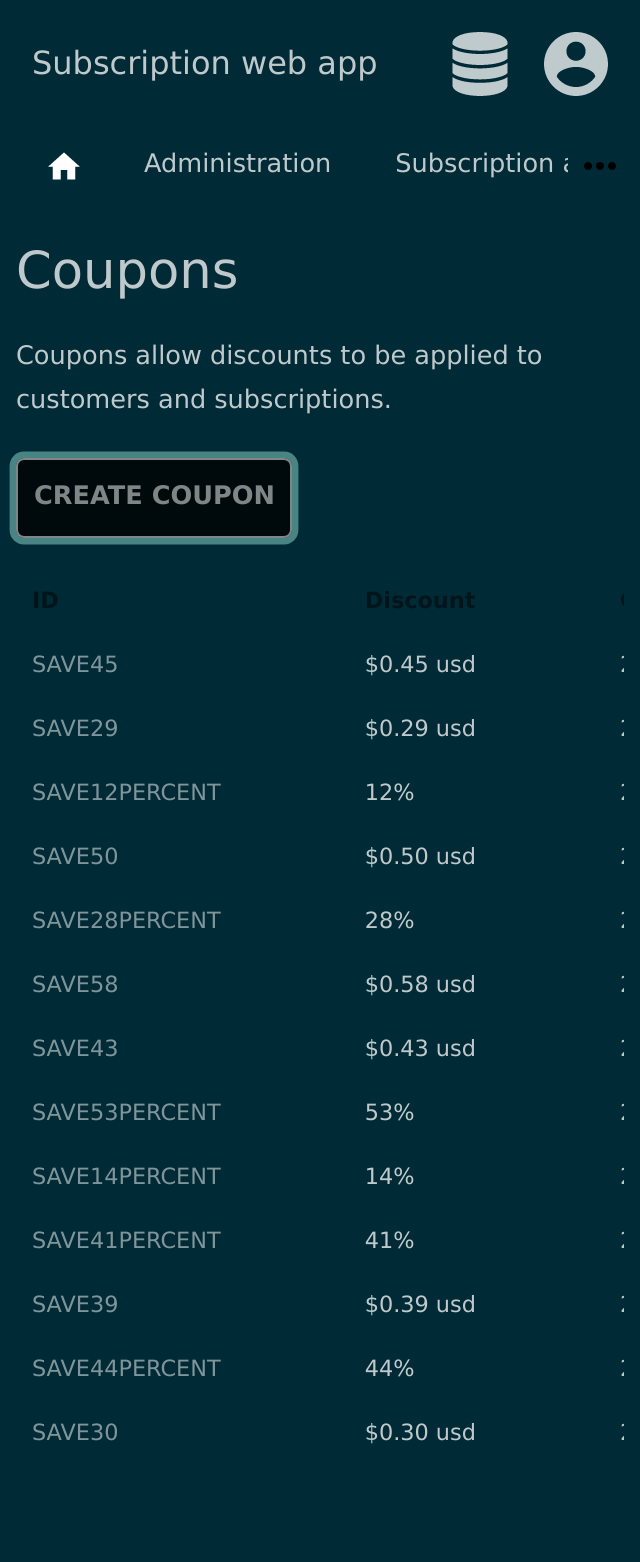 Subscription web app
Administration Subscription
Coupons
Coupons allow discounts to be applied to
customers and subscriptions.
CREATE COUPON
ID Discount
SAVE45 $0.45 usd
SAVE29 $0.29 usd
SAVE12PERCENT 12%
SAVE50 $0.50 usd
SAVE28PERCENT 28%
SAVE58 $0.58 usd
SAVE43 $0.43 usd
SAVE53PERCENT 53%
SAVE14PERCENT 14%
SAVE41PERCENT 41%
SAVE39 $0.39 usd
SAVE44PERCENT 44%
SAVE30 $0.30 usd